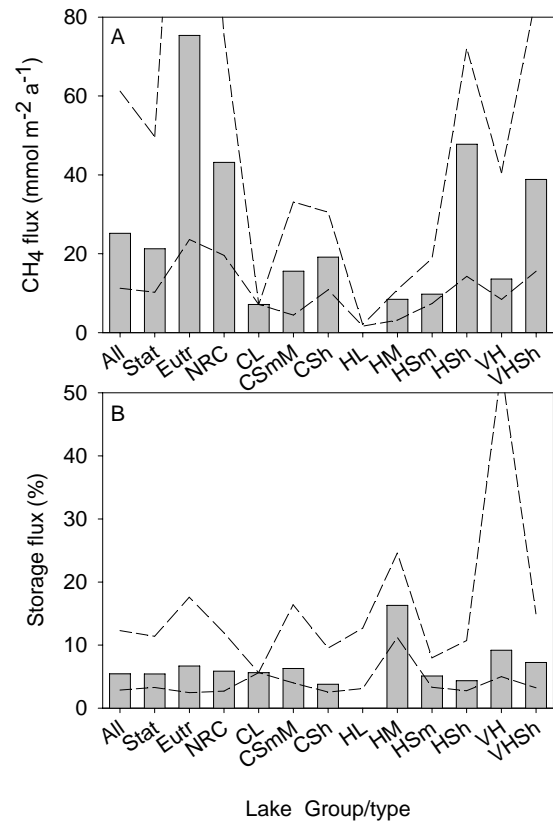 A
80
60
40
20
0
CH4 flux (mmol m-2 a-1)
All Stat Eutr NRC CL CSmM CSh HL HM HSm HSh VH VHSh
B
50
40
30
20
10
0
Storage flux (%)
All Stat Eutr NRC CL CSmM CSh HL HM HSm HSh VH VHSh
Lake Group/type